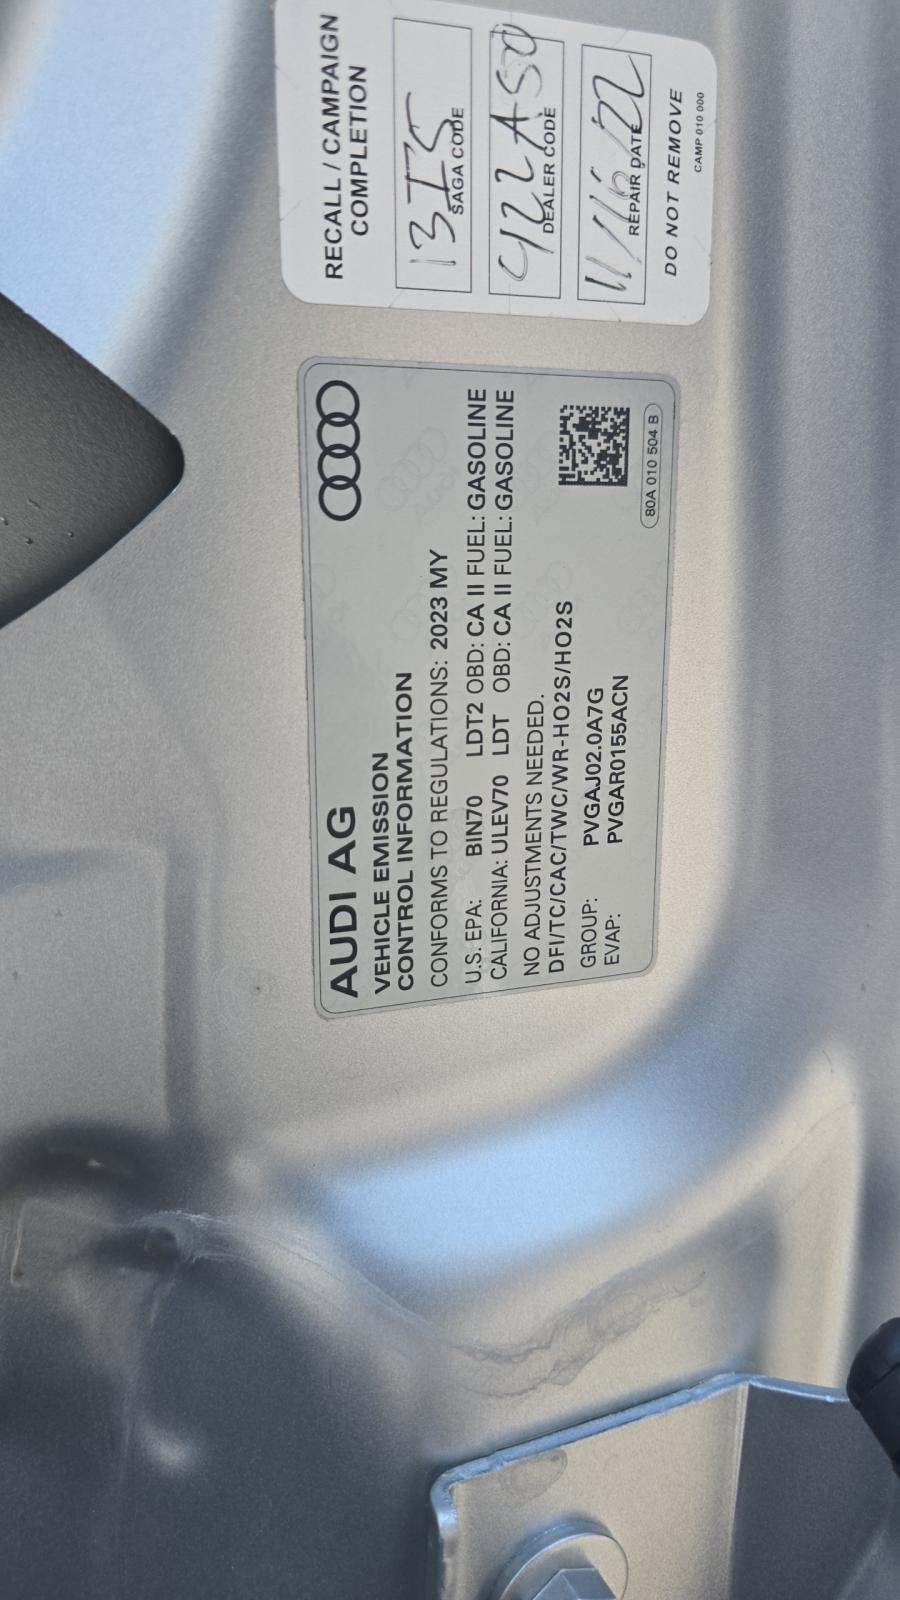 RECALL / CAMPAIGN
COMPLETION
13I5
SAGA CODE
422A50
DEALER CODE
11/16/22
REPAIR DATE
DO NOT REMOVE
CAMP 010 000
AUDI AG
VEHICLE EMISSION
CONTROL INFORMATION
CONFORMS TO REGULATIONS: 2023 MY
U.S. EPA: BIN70 LDT2 OBD: CA II FUEL: GASOLINE
CALIFORNIA: ULEV70 LDT OBD: CA II FUEL: GASOLINE
NO ADJUSTMENTS NEEDED.
DFI/TC/CAC/TWC/WR-HO2S/HO2S
GROUP: PVGAJ02.0A7G
EVAP: PVGAR0155ACN
80A 010 504 B